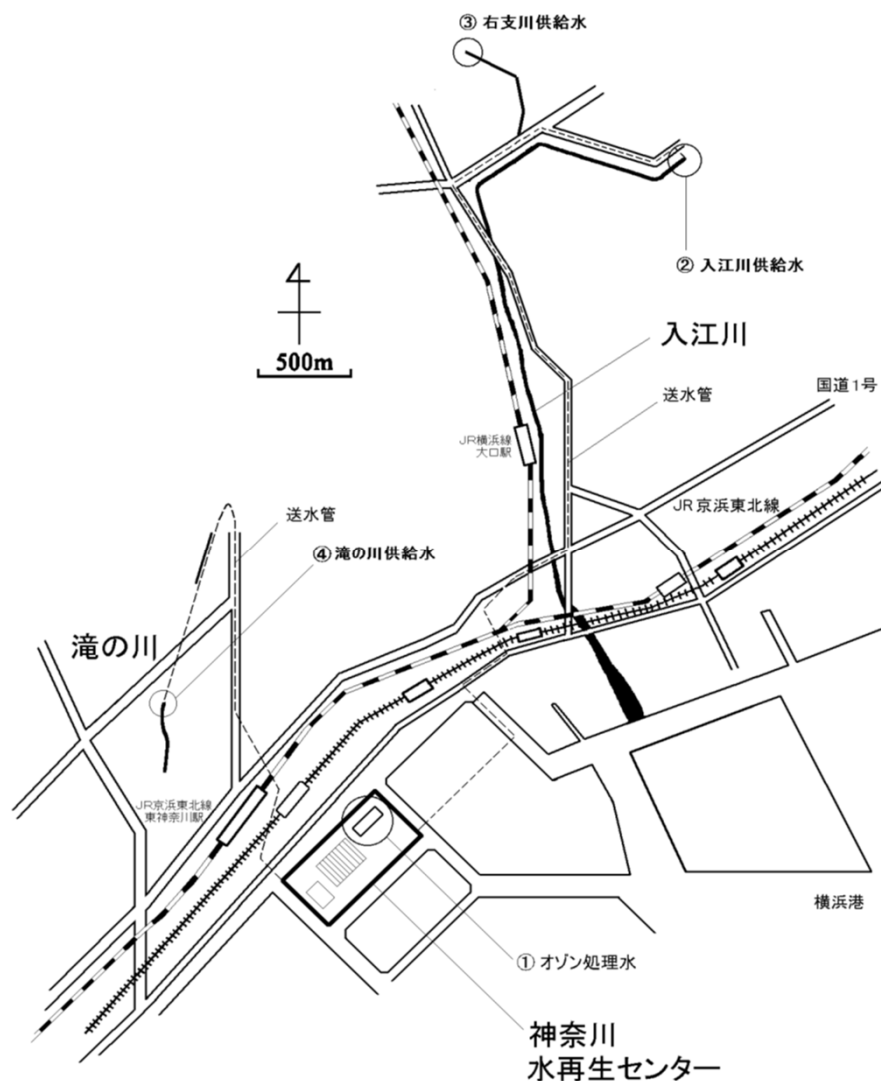 ③ 右支川供給水
② 入江川供給水
500m
入江川
国道1号
送水管
JR横浜線
大口駅
JR京浜東北線
送水管
④ 滝の川供給水
滝の川
JR京浜東北線
東神奈川駅
横浜港
① オゾン処理水
神奈川
水再生センター